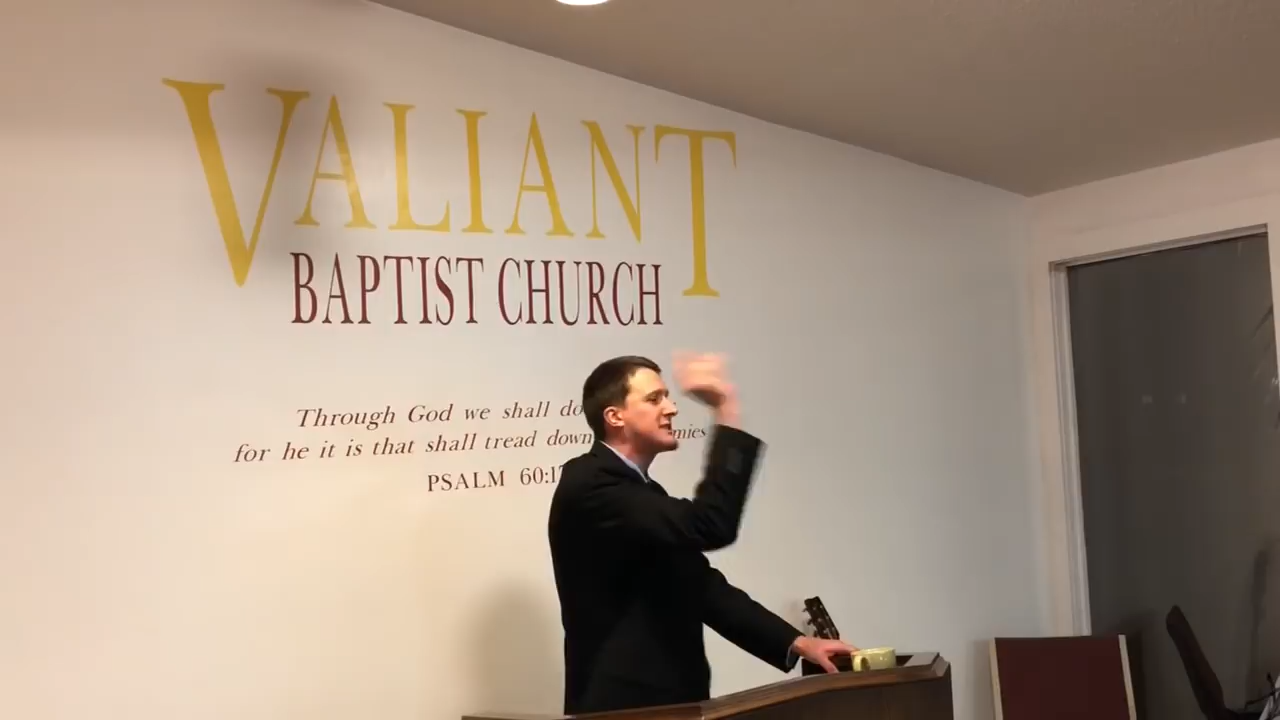 VALIANT
BAPTIST CHURCH
Through God we shall do
for he it is that shall tread down mies
PSALM 60:1